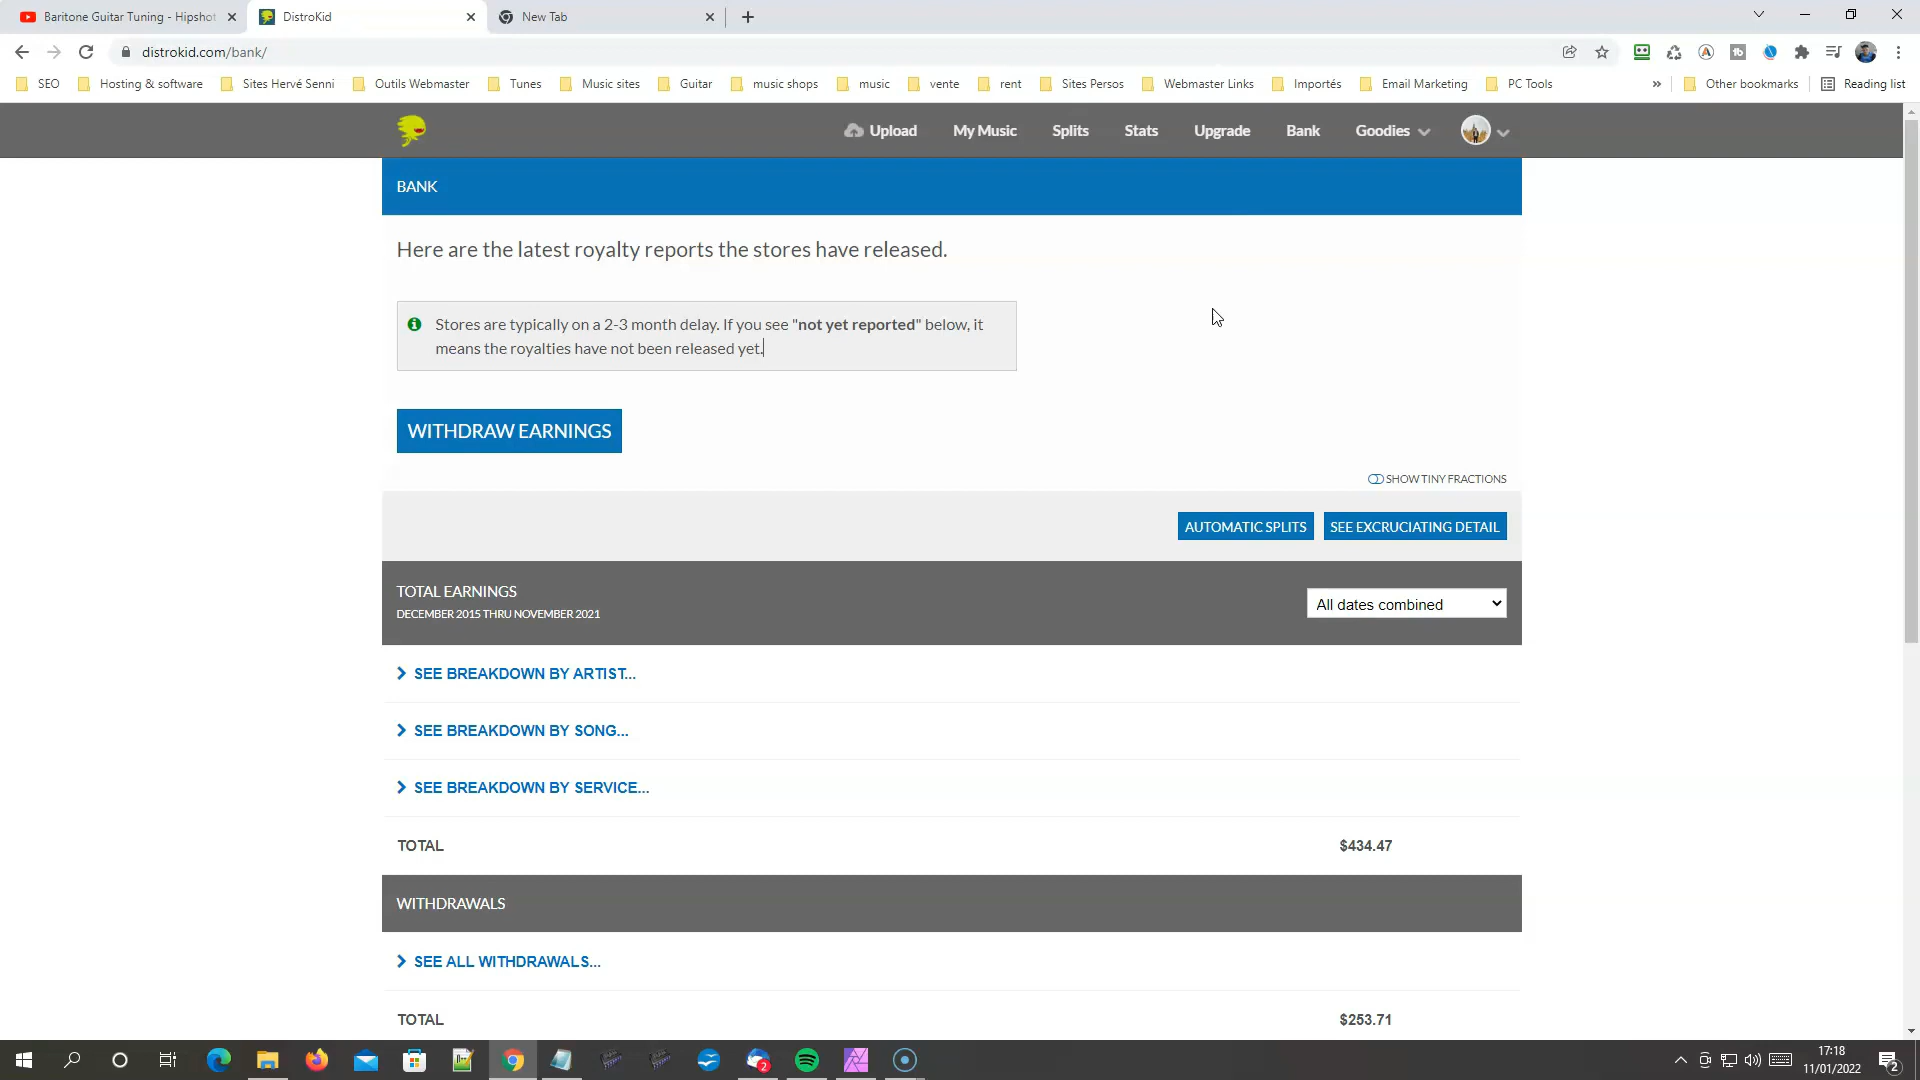 Baritone Guitar Tuning - Hipshot
DistroKid
New Tab
distrokid.com/bank/
SEO
Hosting & software
Sites Hervé Senni
Outils Webmaster
Tunes
Music sites
Guitar
music shops
music
vente
rent
Sites Persos
Webmaster Links
Importés
Email Marketing
PC Tools
»
Other bookmarks
Reading list
Upload
My Music
Splits
Stats
Upgrade
Bank
Goodies
BANK
Here are the latest royalty reports the stores have released.
Stores are typically on a 2-3 month delay. If you see "not yet reported" below, it
means the royalties have not been released yet.
WITHDRAW EARNINGS
SHOW TINY FRACTIONS
AUTOMATIC SPLITS
SEE EXCRUCIATING DETAIL
TOTAL EARNINGS
DECEMBER 2015 THRU NOVEMBER 2021
All dates combined
SEE BREAKDOWN BY ARTIST...
SEE BREAKDOWN BY SONG...
SEE BREAKDOWN BY SERVICE...
TOTAL $434.47
WITHDRAWALS
SEE ALL WITHDRAWALS...
TOTAL $253.71
2
17:18
11/01/2022
2